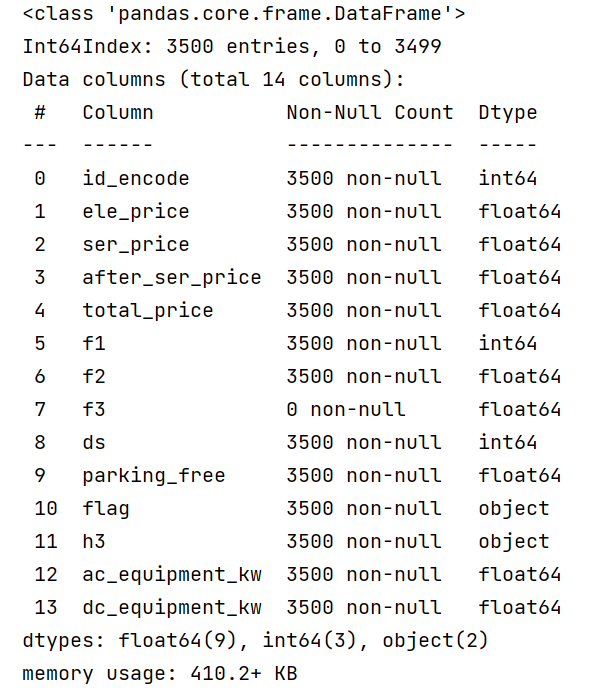 <class 'pandas.core.frame.DataFrame'>
Int64Index: 3500 entries, 0 to 3499
Data columns (total 14 columns):
 #   Column           Non-Null Count  Dtype
---  ------           --------------  -----
 0   id_encode        3500 non-null   int64
 1   ele_price        3500 non-null   float64
 2   ser_price        3500 non-null   float64
 3   after_ser_price  3500 non-null   float64
 4   total_price      3500 non-null   float64
 5   f1               3500 non-null   int64
 6   f2               3500 non-null   float64
 7   f3               0 non-null      float64
 8   ds               3500 non-null   int64
 9   parking_free     3500 non-null   float64
 10  flag             3500 non-null   object
 11  h3               3500 non-null   object
 12  ac_equipment_kw  3500 non-null   float64
 13  dc_equipment_kw  3500 non-null   float64
dtypes: float64(9), int64(3), object(2)
memory usage: 410.2+ KB